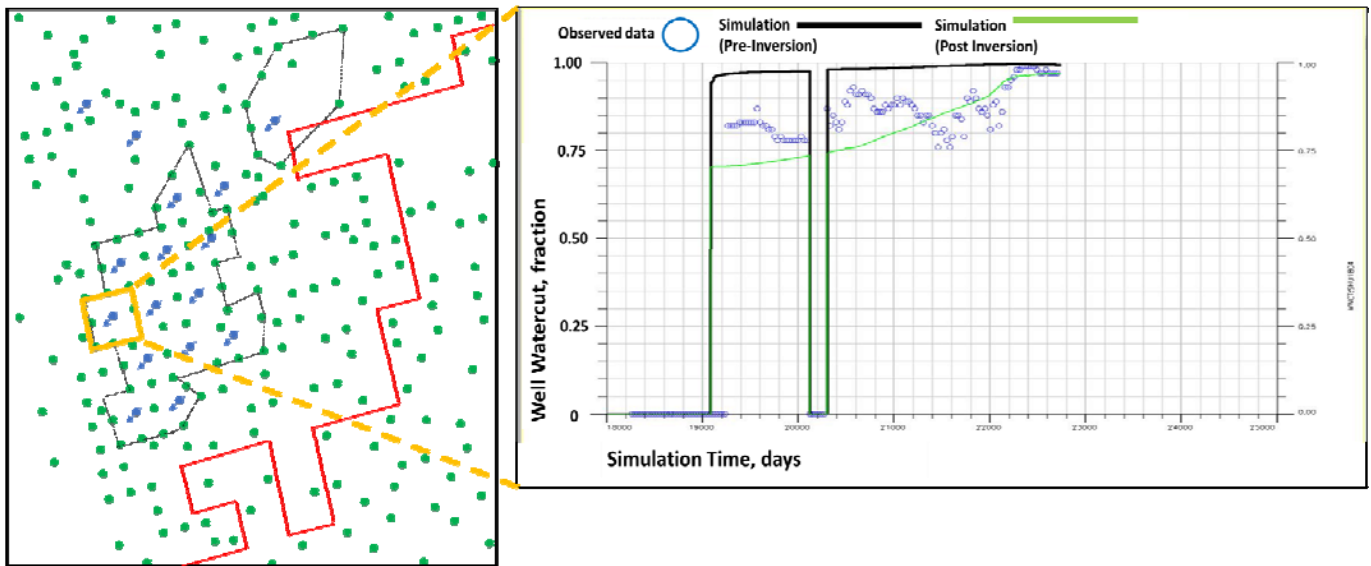 Observed data
Simulation
(Pre-Inversion)
Simulation
(Post Inversion)
1.00
0.75
0.50
0.25
0
Well Watercut, fraction
1.00
0.75
0.50
0.25
0.00
18000 19000 20000 21000 22000 23000 24000 25000
Simulation Time, days